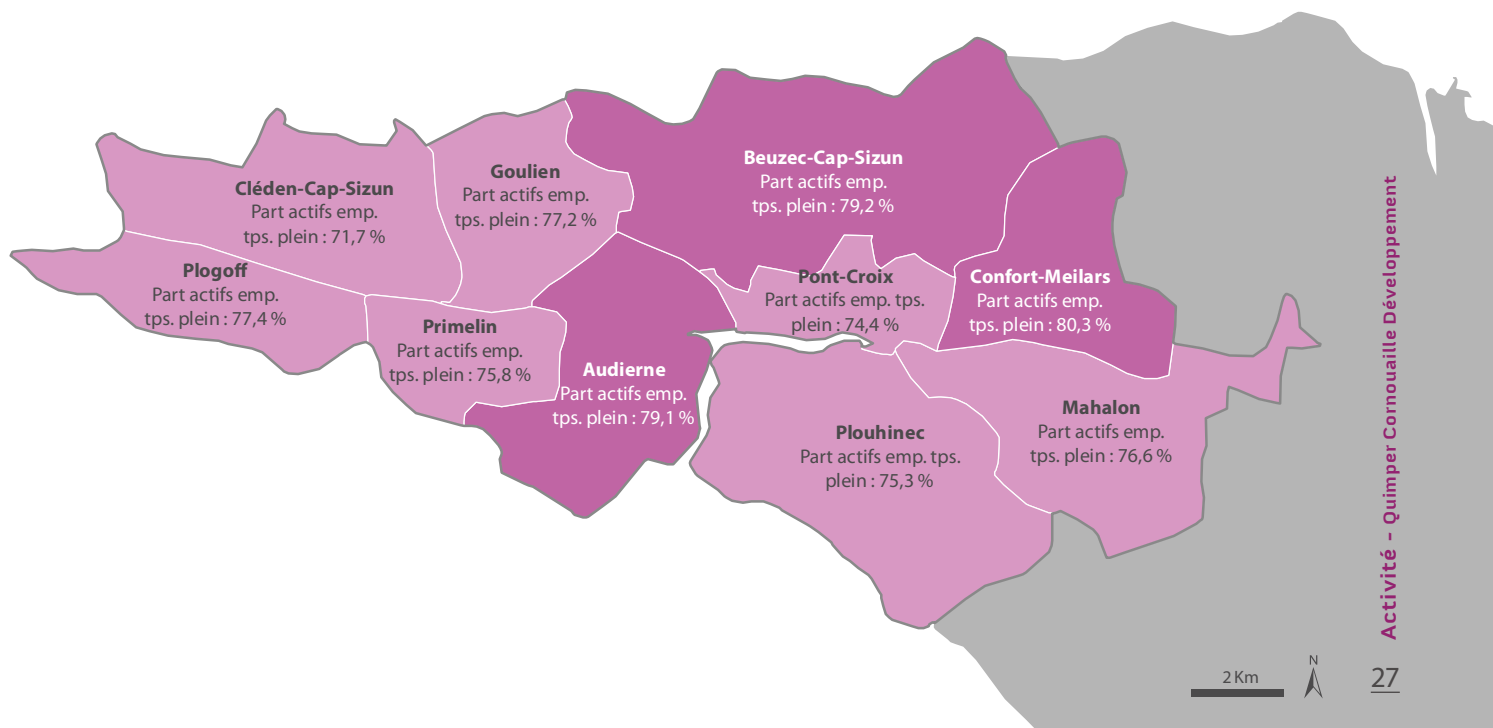 Beuzec-Cap-Sizun
Part actifs emp.
tps. plein : 79,2 %
Goulien
Part actifs emp.
tps. plein : 77,2 %
Cléden-Cap-Sizun
Part actifs emp.
tps. plein : 71,7 %
Plogoff
Part actifs emp.
tps. plein : 77,4 %
Pont-Croix
Part actifs emp. tps.
plein : 74,4 %
Confort-Meilars
Part actifs emp.
tps. plein : 80,3 %
Primelin
Part actifs emp.
tps. plein : 75,8 %
Audierne
Part actifs emp.
tps. plein : 79,1 %
Mahalon
Part actifs emp.
tps. plein : 76,6 %
Plouhinec
Part actifs emp. tps.
plein : 75,3 %
Activité - Quimper Cornouaille Développement
2 Km
N
27